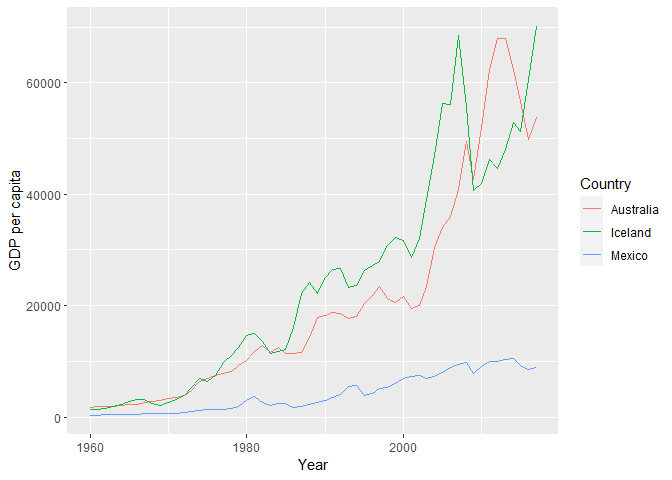 60000
40000
20000
0
GDP per capita
1960
1980
2000
Year
Country
Australia
Iceland
Mexico